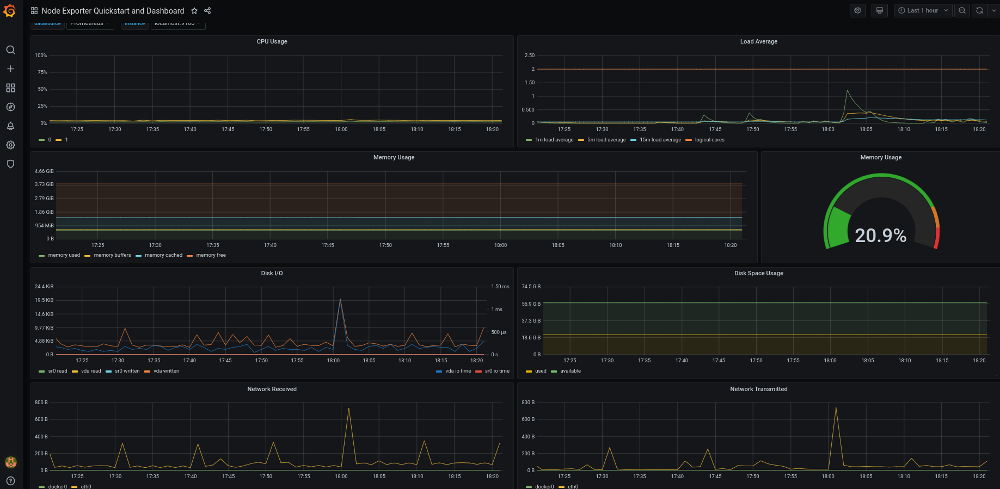 Node Exporter Quickstart and Dashboard
Last 1 hour
datasource Prometheus instance localhost:9100
CPU Usage
100%
75%
50%
25%
0%
17:25 17:30 17:35 17:40 17:45 17:50 17:55 18:00 18:05 18:10 18:15 18:20
0 1
Load Average
2.50
2
1.50
1
0.500
0
17:25 17:30 17:35 17:40 17:45 17:50 17:55 18:00 18:05 18:10 18:15 18:20
1m load average 5m load average 15m load average logical cores
Memory Usage
4.66 GiB
3.73 GiB
2.79 GiB
1.86 GiB
954 MiB
0 B
17:25 17:30 17:35 17:40 17:45 17:50 17:55 18:00 18:05 18:10 18:15 18:20
memory used memory buffers memory cached memory free
Memory Usage
20.9%
Disk I/O
24.4 KiB
19.5 KiB
14.6 KiB
9.77 KiB
4.88 KiB
0 B
1.50 ms
1 ms
500 µs
0 s
17:25 17:30 17:35 17:40 17:45 17:50 17:55 18:00 18:05 18:10 18:15 18:20
sr0 read vda read sr0 written vda written vda io time sr0 io time
Disk Space Usage
74.5 GiB
55.9 GiB
37.3 GiB
18.6 GiB
0 B
17:25 17:30 17:35 17:40 17:45 17:50 17:55 18:00 18:05 18:10 18:15 18:20
used available
Network Received
800 B
600 B
400 B
200 B
0 B
17:25 17:30 17:35 17:40 17:45 17:50 17:55 18:00 18:05 18:10 18:15 18:20
docker0 eth0
Network Transmitted
800 B
600 B
400 B
200 B
0 B
17:25 17:30 17:35 17:40 17:45 17:50 17:55 18:00 18:05 18:10 18:15 18:20
docker0 eth0